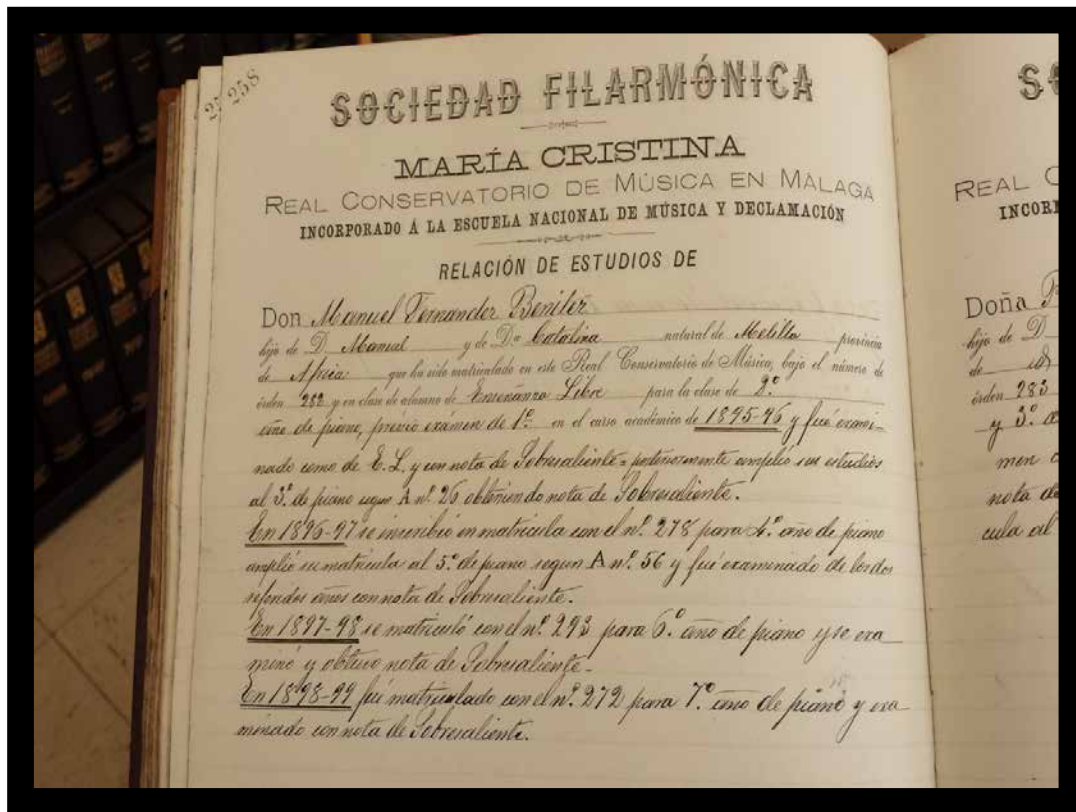 258
SOCIEDAD FILARMÓNICA
MARÍA CRISTINA
REAL CONSERVATORIO DE MÚSICA EN MÁLAGA
INCORPORADO Á LA ESCUELA NACIONAL DE MÚSICA Y DECLAMACIÓN
RELACIÓN DE ESTUDIOS DE
Don Manuel Fernandez Benitez
hijo de D. Manuel y de Da Catalina natural de Melilla provincia
de Africa que ha sido matriculado en este Real Conservatorio de Música, bajo el número de
órden 282 y en clase de alumno de Enseñanza Libre para la clase de 2º
año de piano, previo exámen de 1º en el curso académico de 1895-96 y fué exami-
nado como de E. L. y con nota de Sobresaliente = posteriormente amplió sus estudios
al 3º de piano segun A nº 26 obteniendo nota de Sobresaliente.
En 1896-97 se inscribió en matrícula con el nº 278 para 4º año de piano
amplió su matrícula al 5º de piano segun A nº 56 y fué examinado de los dos
referidos años con nota de Sobresaliente.
En 1897-98 se matriculó con el nº 293 para 6º año de piano y se exa
minó y obtuvo nota de Sobresaliente.
En 1898-99 fué matriculado con el nº 272 para 7º año de piano y exa
minado con nota de Sobresaliente.
REAL
INCOR
Doña
hijo de D.
de id
órden 283
y 3º
men
nota de
cula al